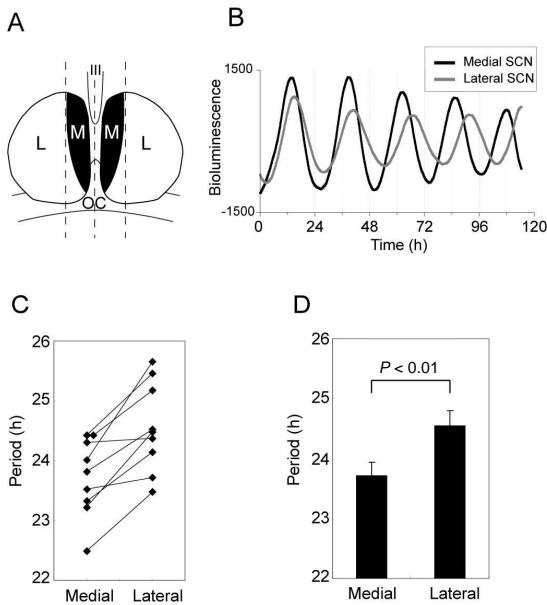 A
III
L
M
M
L
OC
B
1500
-1500
Bioluminescence
Medial SCN
Lateral SCN
0 24 48 72 96 120
Time (h)
C
26
25
24
23
22
Period (h)
Medial Lateral
D
26
25
24
23
22
Period (h)
P < 0.01
Medial Lateral